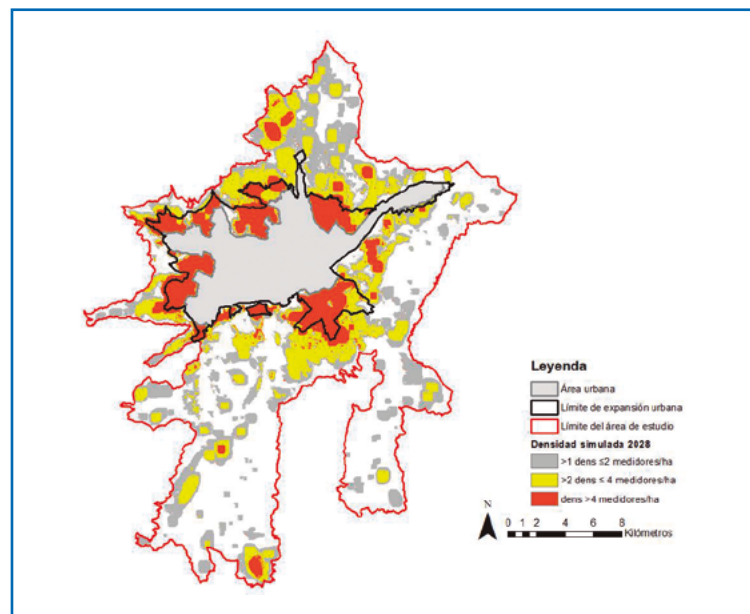 Leyenda
Área urbana
Límite de expansión urbana
Límite del área de estudio
Densidad simulada 2028
>1 dens ≤2 medidores/ha
>2 dens ≤ 4 medidores/ha
dens >4 medidores/ha
N
0 1 2 4 6 8
Kilómetros